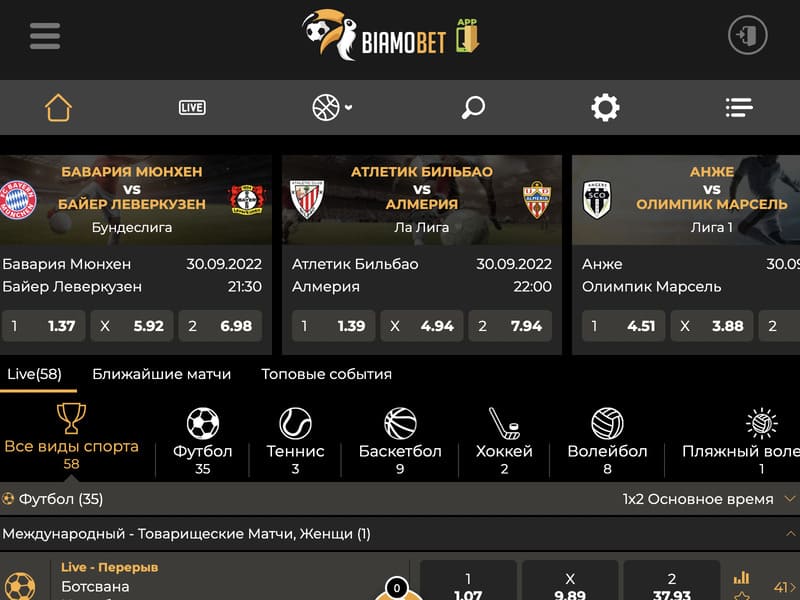 BIAMOBET
APP
LIVE
БАВАРИЯ МЮНХЕН
VS
БАЙЕР ЛЕВЕРКУЗЕН
Бундеслига
Бавария Мюнхен 30.09.2022
Байер Леверкузен 21:30
1 1.37 X 5.92 2 6.98
АТЛЕТИК БИЛЬБАО
VS
АЛМЕРИЯ
Ла Лига
Атлетик Бильбао 30.09.2022
Алмерия 22:00
1 1.39 X 4.94 2 7.94
АНЖЕ
VS
ОЛИМПИК МАРСЕЛЬ
Лига 1
Анже 30.09
Олимпик Марсель
1 4.51 X 3.88 2
Live(58) Ближайшие матчи Топовые события
Все виды спорта
58
Футбол
35
Теннис
3
Баскетбол
9
Хоккей
2
Волейбол
8
Пляжный воле
1
Футбол (35) 1x2 Основное время
Международный - Товарищеские Матчи, Женщи (1)
Live - Перерыв
Ботсвана
0
1 X 2
1.07 9.89 37.93
41